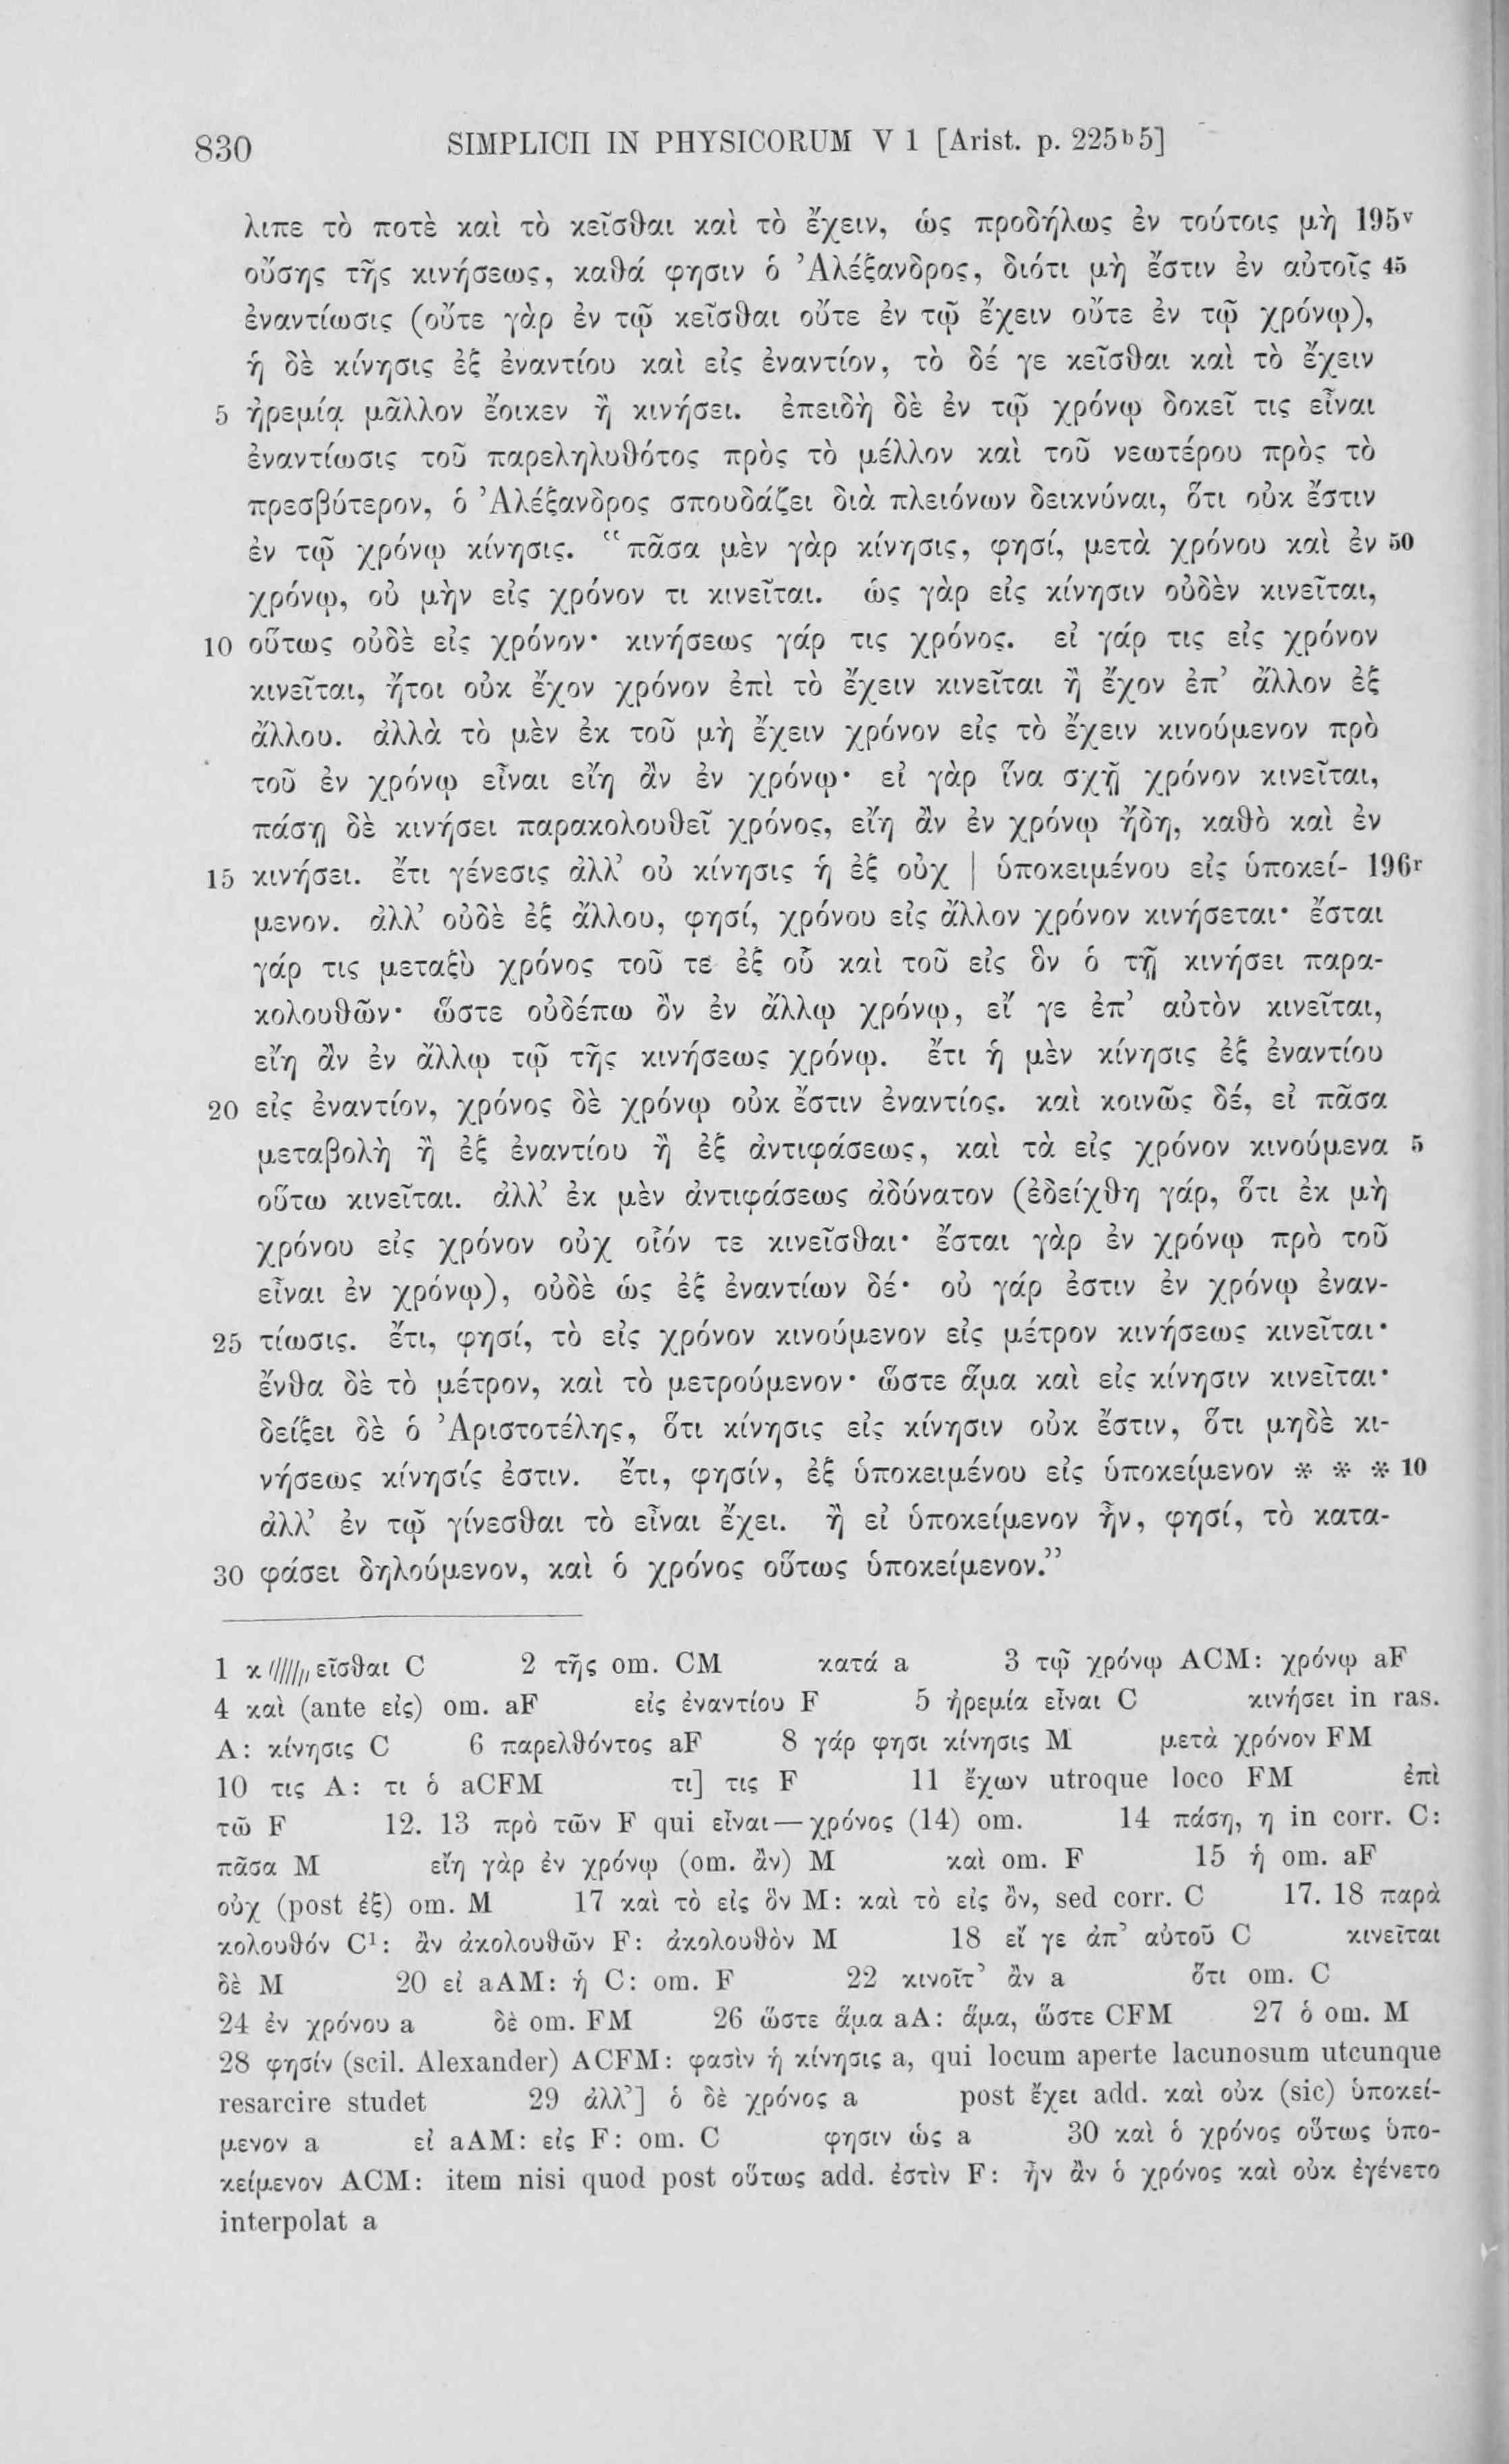 830 SIMPLICII IN PHYSICORUM V 1 [Arist. p. 225ᵇ5]
λιπε τὸ ποτὲ καὶ τὸ κεῖσθαι καὶ τὸ ἔχειν, ὡς προδήλως ἐν τούτοις μὴ 195ᵛ
οὔσης τῆς κινήσεως, καθά φησιν ὁ Ἀλέξανδρος, διότι μὴ ἔστιν ἐν αὐτοῖς 45
ἐναντίωσις (οὔτε γὰρ ἐν τῷ κεῖσθαι οὔτε ἐν τῷ ἔχειν οὔτε ἐν τῷ χρόνῳ),
ἡ δὲ κίνησις ἐξ ἐναντίου καὶ εἰς ἐναντίον, τὸ δέ γε κεῖσθαι καὶ τὸ ἔχειν
5 ἠρεμίᾳ μᾶλλον ἔοικεν ἢ κινήσει. ἐπειδὴ δὲ ἐν τῷ χρόνῳ δοκεῖ τις εἶναι
ἐναντίωσις τοῦ παρεληλυθότος πρὸς τὸ μέλλον καὶ τοῦ νεωτέρου πρὸς τὸ
πρεσβύτερον, ὁ Ἀλέξανδρος σπουδάζει διὰ πλειόνων δεικνύναι, ὅτι οὐκ ἔστιν
ἐν τῷ χρόνῳ κίνησις. “πᾶσα μὲν γὰρ κίνησις, φησί, μετὰ χρόνου καὶ ἐν 50
χρόνῳ, οὐ μὴν εἰς χρόνον τι κινεῖται. ὡς γὰρ εἰς κίνησιν οὐδὲν κινεῖται,
10 οὕτως οὐδὲ εἰς χρόνον· κινήσεως γάρ τις χρόνος. εἰ γάρ τις εἰς χρόνον
κινεῖται, ἤτοι οὐκ ἔχον χρόνον ἐπὶ τὸ ἔχειν κινεῖται ἢ ἔχον ἐπ’ ἄλλον ἐξ
ἄλλου. ἀλλὰ τὸ μὲν ἐκ τοῦ μὴ ἔχειν χρόνον εἰς τὸ ἔχειν κινούμενον πρὸ
τοῦ ἐν χρόνῳ εἶναι εἴη ἂν ἐν χρόνῳ· εἰ γὰρ ἵνα σχῇ χρόνον κινεῖται,
πάσῃ δὲ κινήσει παρακολουθεῖ χρόνος, εἴη ἂν ἐν χρόνῳ ἤδη, καθὸ καὶ ἐν
15 κινήσει. ἔτι γένεσις ἀλλ’ οὐ κίνησις ἡ ἐξ οὐχ | ὑποκειμένου εἰς ὑποκεί- 196ʳ
μενον. ἀλλ’ οὐδὲ ἐξ ἄλλου, φησί, χρόνου εἰς ἄλλον χρόνον κινήσεται· ἔσται
γάρ τις μεταξὺ χρόνος τοῦ τε ἐξ οὗ καὶ τοῦ εἰς ὃν ὁ τῇ κινήσει παρα-
κολουθῶν· ὥστε οὐδέπω ὂν ἐν ἄλλῳ χρόνῳ, εἴ γε ἐπ’ αὐτὸν κινεῖται,
εἴη ἂν ἐν ἄλλῳ τῷ τῆς κινήσεως χρόνῳ. ἔτι ἡ μὲν κίνησις ἐξ ἐναντίου
20 εἰς ἐναντίον, χρόνος δὲ χρόνῳ οὐκ ἔστιν ἐναντίος. καὶ κοινῶς δέ, εἰ πᾶσα
μεταβολὴ ἢ ἐξ ἐναντίου ἢ ἐξ ἀντιφάσεως, καὶ τὰ εἰς χρόνον κινούμενα 5
οὕτω κινεῖται. ἀλλ’ ἐκ μὲν ἀντιφάσεως ἀδύνατον (ἐδείχθη γάρ, ὅτι ἐκ μὴ
χρόνου εἰς χρόνον οὐχ οἷόν τε κινεῖσθαι· ἔσται γὰρ ἐν χρόνῳ πρὸ τοῦ
εἶναι ἐν χρόνῳ), οὐδὲ ὡς ἐξ ἐναντίων δέ· οὐ γάρ ἐστιν ἐν χρόνῳ ἐναν-
25 τίωσις. ἔτι, φησί, τὸ εἰς χρόνον κινούμενον εἰς μέτρον κινήσεως κινεῖται·
ἔνθα δὲ τὸ μέτρον, καὶ τὸ μετρούμενον· ὥστε ἅμα καὶ εἰς κίνησιν κινεῖται·
δείξει δὲ ὁ Ἀριστοτέλης, ὅτι κίνησις εἰς κίνησιν οὐκ ἔστιν, ὅτι μηδὲ κι-
νήσεως κίνησίς ἐστιν. ἔτι, φησίν, ἐξ ὑποκειμένου εἰς ὑποκείμενον * * * 10
ἀλλ’ ἐν τῷ γίνεσθαι τὸ εἶναι ἔχει. ἢ εἰ ὑποκείμενον ἦν, φησί, τὸ κατα-
30 φάσει δηλούμενον, καὶ ὁ χρόνος οὕτως ὑποκείμενον.”
1 κ//////εῖσθαι C 2 τῆς om. CM κατά a 3 τῷ χρόνῳ ACM: χρόνῳ aF
4 καὶ (ante εἰς) om. aF εἰς ἐναντίου F 5 ἠρεμία εἶναι C κινήσει in ras.
A: κίνησις C 6 παρελθόντος aF 8 γάρ φησι κίνησις M μετὰ χρόνον FM
10 τις A: τι ὁ aCFM τι] τις F 11 ἔχων utroque loco FM ἐπὶ
τῶ F 12. 13 πρὸ τῶν F qui εἶναι — χρόνος (14) om. 14 πάση, η in corr. C:
πᾶσα M εἴη γὰρ ἐν χρόνῳ (om. ἂν) M καὶ om. F 15 ἡ om. aF
οὐχ (post ἐξ) om. M 17 καὶ τὸ εἰς ὃν M: καὶ τὸ εἰς ὂν, sed corr. C 17. 18 παρὰ
κολουθόν C¹: ἂν ἀκολουθῶν F: ἀκολουθὸν M 18 εἴ γε ἀπ’ αὐτοῦ C κινεῖται
δὲ M 20 εἰ aAM: ἡ C: om. F 22 κινοῖτ’ ἂν a ὅτι om. C
24 ἐν χρόνου a δὲ om. FM 26 ὥστε ἅμα aA: ἅμα, ὥστε CFM 27 ὁ om. M
28 φησίν (scil. Alexander) ACFM: φασὶν ἡ κίνησις a, qui locum aperte lacunosum utcunque
resarcire studet 29 ἀλλ’] ὁ δὲ χρόνος a post ἔχει add. καὶ οὐκ (sic) ὑποκεί-
μενον a εἰ aAM: εἰς F: om. C φησιν ὡς a 30 καὶ ὁ χρόνος οὕτως ὑπο-
κείμενον ACM: item nisi quod post οὕτως add. ἐστὶν F: ἦν ἂν ὁ χρόνος καὶ οὐκ ἐγένετο
interpolat a